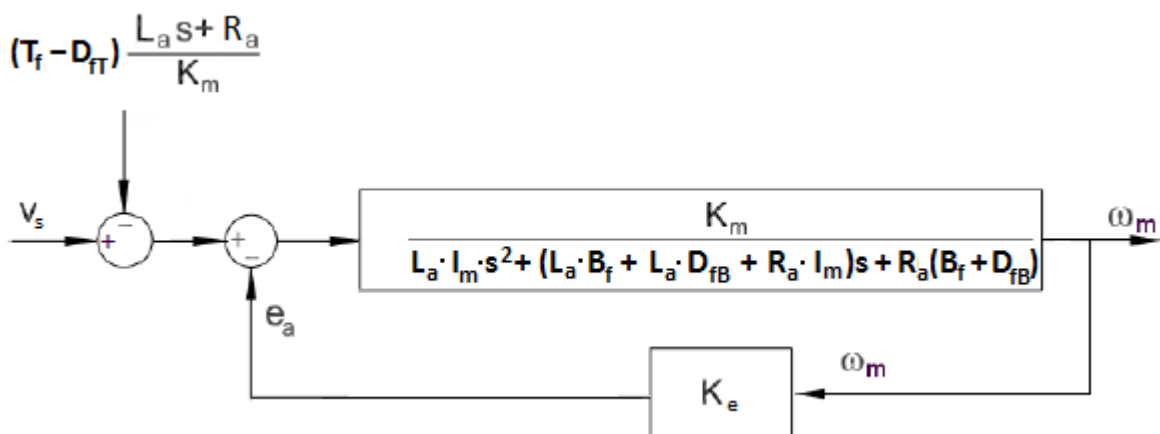 (T_f − D_fT) (L_a s + R_a) / K_m
−
v_s
+
+
−
K_m / (L_a · I_m · s² + (L_a · B_f + L_a · D_fB + R_a · I_m)s + R_a(B_f + D_fB))
ω_m
e_a
ω_m
K_e